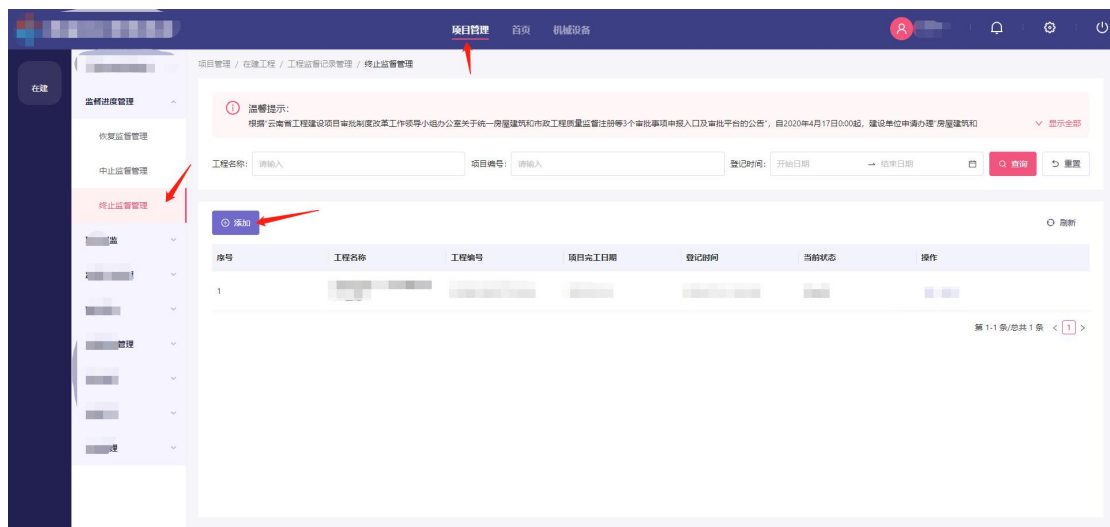 项目管理 首页 机械设备
在建
项目管理 / 在建工程 / 工程监督记录管理 / 终止监督管理
监督进度管理
恢复监督管理
中止监督管理
终止监督管理
监
管理
理
温馨提示:
根据“云南省工程建设项目审批制度改革工作领导小组办公室关于统一房屋建筑和市政工程质量监督注册等3个审批事项申报入口及审批平台的公告”，自2020年4月17日0:00起，建设单位申请办理“房屋建筑和
显示全部
工程名称: 请输入 项目编号: 请输入 登记时间: 开始日期 → 结束日期 查询 重置
添加 刷新
序号 工程名称 工程编号 项目完工日期 登记时间 当前状态 操作
1
第 1-1 条/总共 1 条 < 1 >